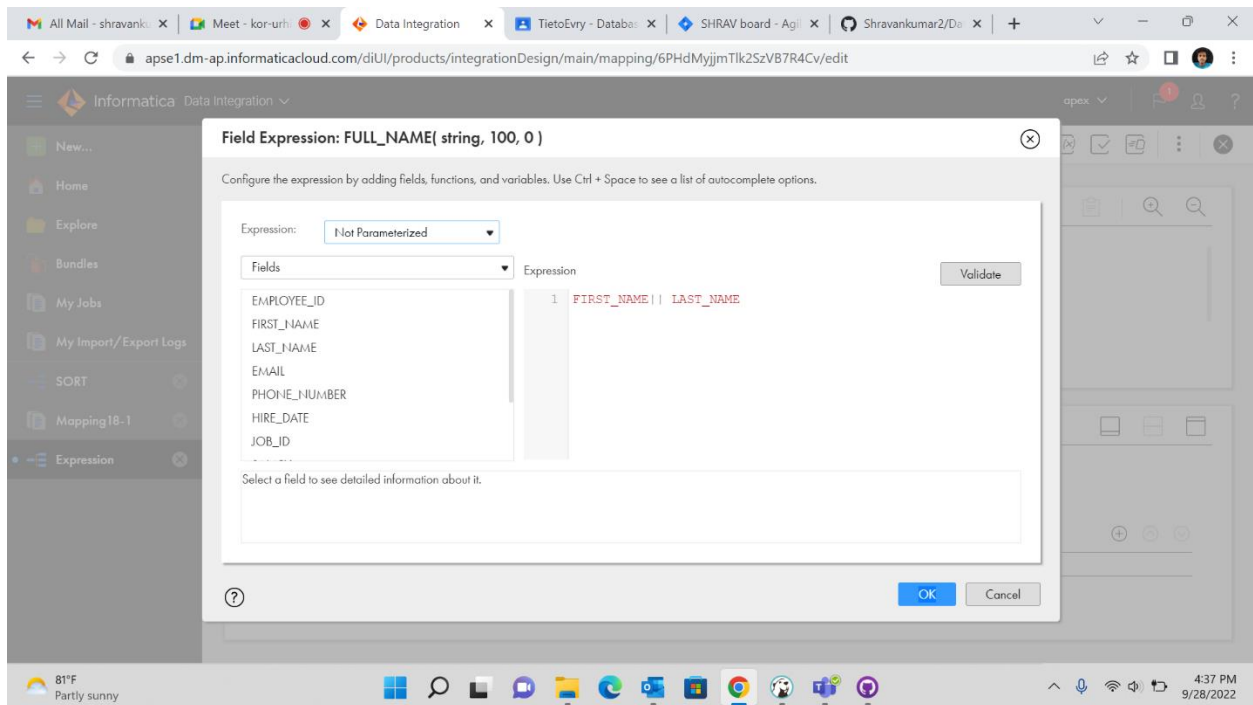 All Mail - shravank
Meet - kor-urh
Data Integration
TietoEvry - Databas
SHRAV board - Agil
Shravankumar2/Da
apse1.dm-ap.informaticacloud.com/diUI/products/integrationDesign/main/mapping/6PHdMyjjmTlk2SzVB7R4Cv/edit
Informatica Data Integration
apex
1
?
New...
Home
Explore
Bundles
My Jobs
My Import/Export Logs
SORT
Mapping18-1
Expression
Field Expression: FULL_NAME( string, 100, 0 )
Configure the expression by adding fields, functions, and variables. Use Ctrl + Space to see a list of autocomplete options.
Expression:
Not Parameterized
Fields
Expression
Validate
EMPLOYEE_ID
FIRST_NAME
LAST_NAME
EMAIL
PHONE_NUMBER
HIRE_DATE
JOB_ID
1 FIRST_NAME|| LAST_NAME
Select a field to see detailed information about it.
?
OK
Cancel
81°F
Partly sunny
4:37 PM
9/28/2022